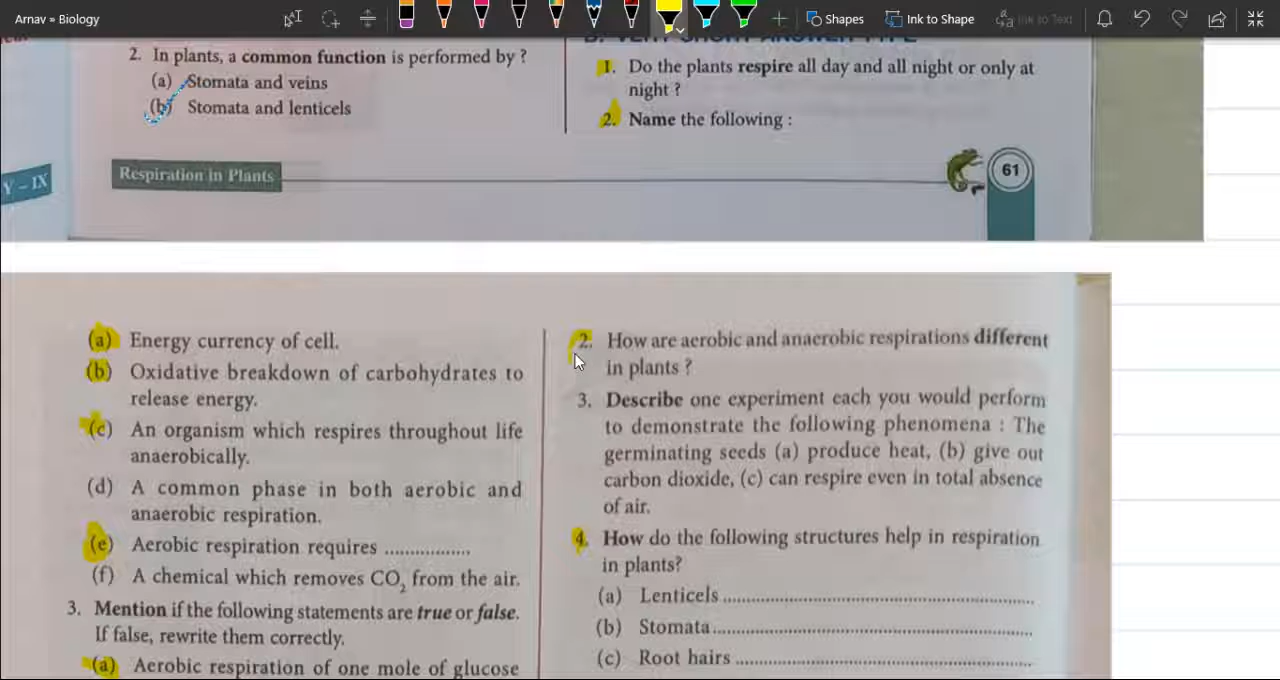 Arnav = Biology
Shapes
Ink to Shape
Ink to Text
2. In plants, a common function is performed by ?
(a) Stomata and veins
(b) Stomata and lenticels
1. Do the plants respire all day and all night or only at
night ?
2. Name the following :
Y – IX
Respiration in Plants
61
(a) Energy currency of cell.
(b) Oxidative breakdown of carbohydrates to
release energy.
(c) An organism which respires throughout life
anaerobically.
(d) A common phase in both aerobic and
anaerobic respiration.
(e) Aerobic respiration requires .................
(f) A chemical which removes CO₂ from the air.
3. Mention if the following statements are true or false.
If false, rewrite them correctly.
(a) Aerobic respiration of one mole of glucose
2. How are aerobic and anaerobic respirations different
in plants ?
3. Describe one experiment each you would perform
to demonstrate the following phenomena : The
germinating seeds (a) produce heat, (b) give out
carbon dioxide, (c) can respire even in total absence
of air.
4. How do the following structures help in respiration
in plants?
(a) Lenticels ..............................................................
(b) Stomata................................................................
(c) Root hairs ...........................................................